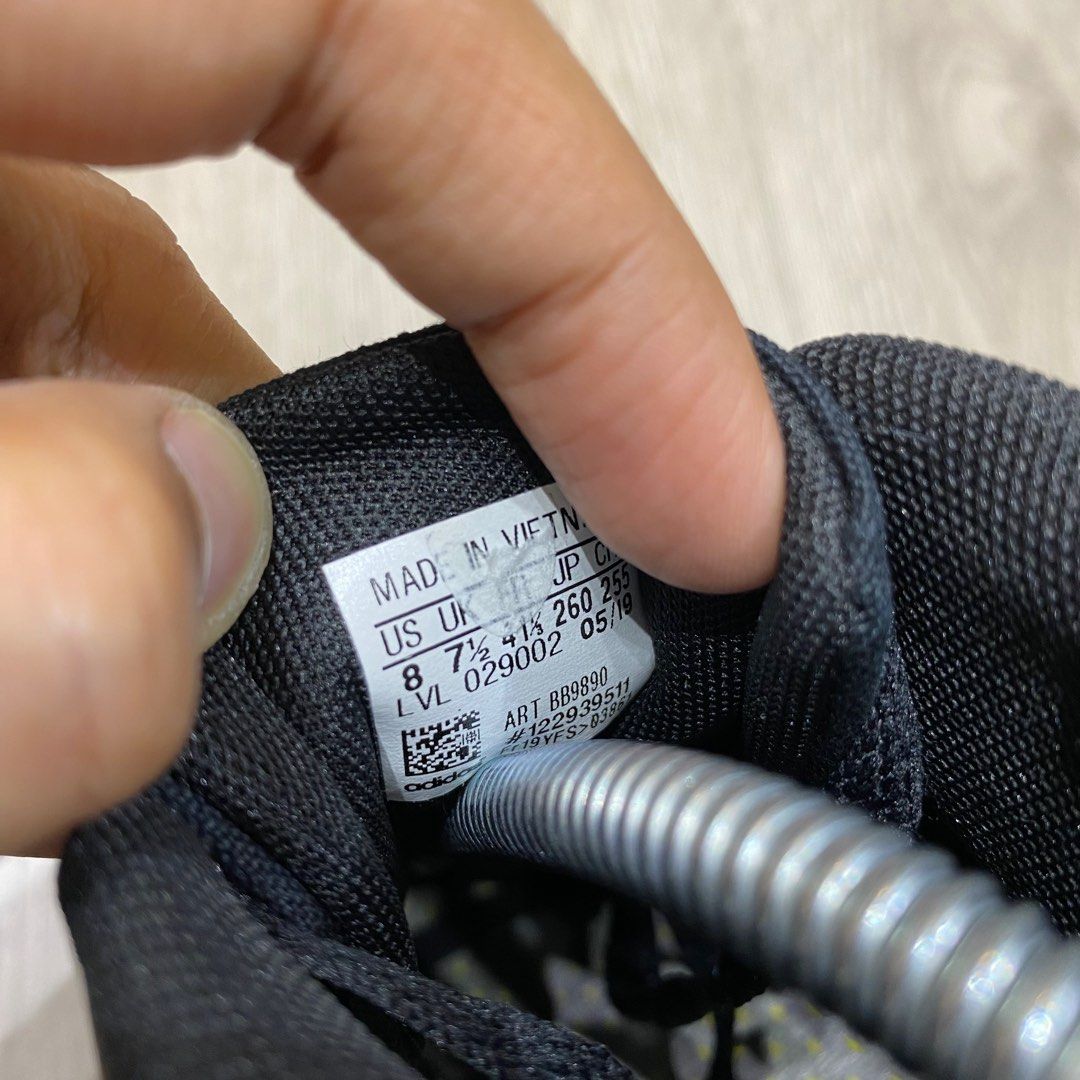 MADE IN VIETN
US UK JP
8 7½ 41⅓ 260 255
LVL 029002 05/19
ART BB9890
#122939511
adidas